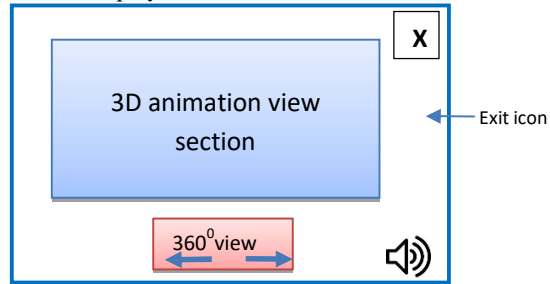 X
3D animation view
section
Exit icon
360⁰view